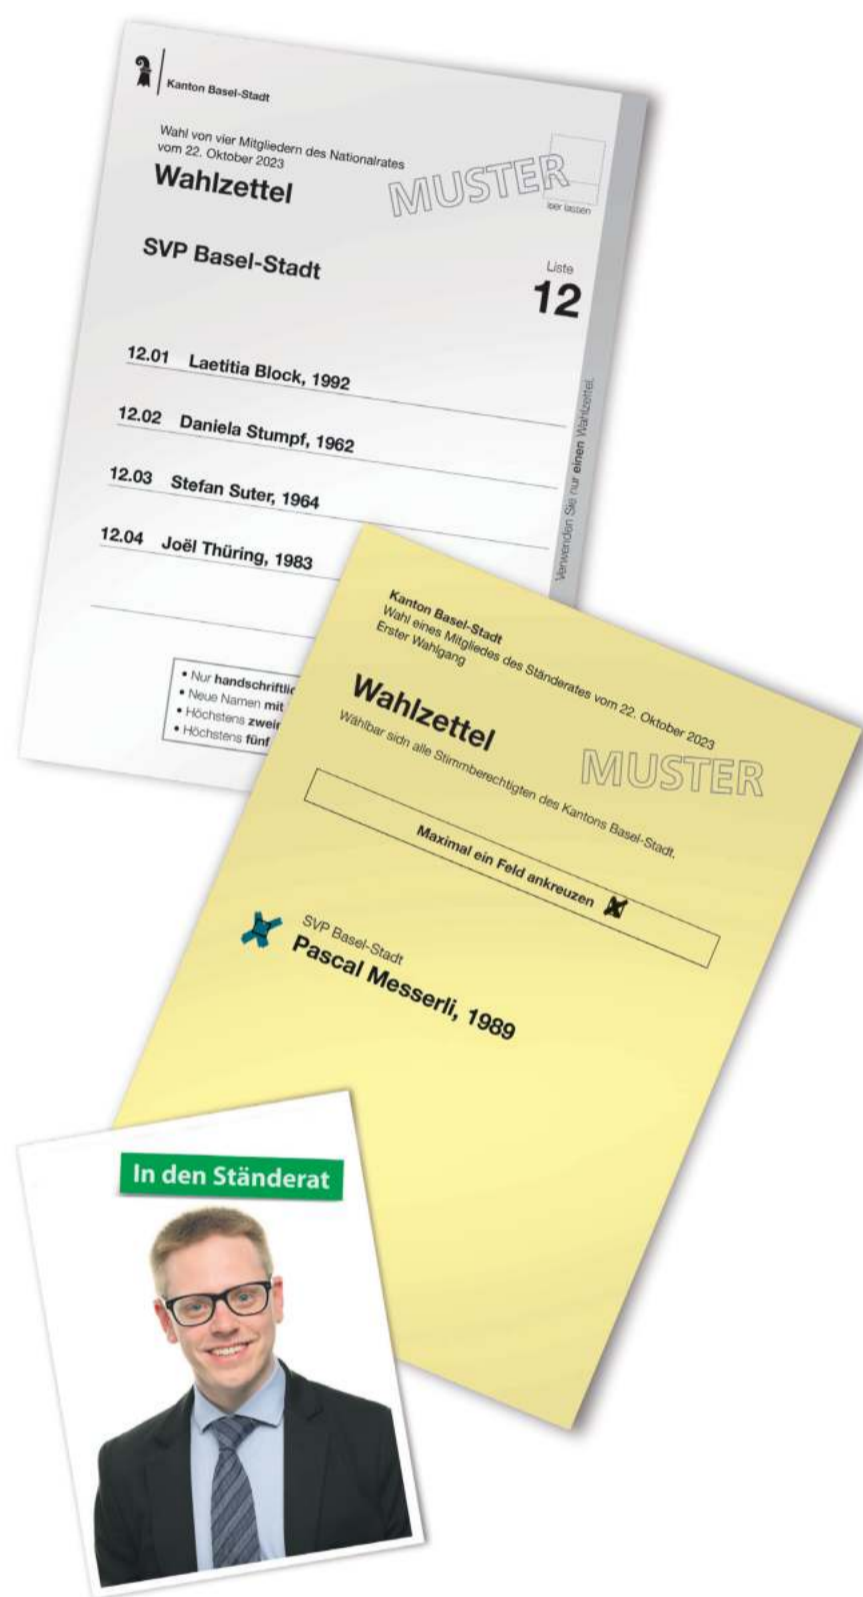 Kanton Basel-Stadt
Wahl von vier Mitgliedern des Nationalrates
vom 22. Oktober 2023
Wahlzettel
MUSTER
leer lassen
SVP Basel-Stadt
Liste
12
12.01 Laetitia Block, 1992
12.02 Daniela Stumpf, 1962
12.03 Stefan Suter, 1964
12.04 Joël Thüring, 1983
Verwenden Sie nur einen Wahlzettel.
• Nur handschriftlic
• Neue Namen mit
• Höchstens zwei
• Höchstens fünf
Kanton Basel-Stadt
Wahl eines Mitgliedes des Ständerates vom 22. Oktober 2023
Erster Wahlgang
Wahlzettel
MUSTER
Wählbar sidn alle Stimmberechtigten des Kantons Basel-Stadt.
Maximal ein Feld ankreuzen
SVP Basel-Stadt
Pascal Messerli, 1989
In den Ständerat